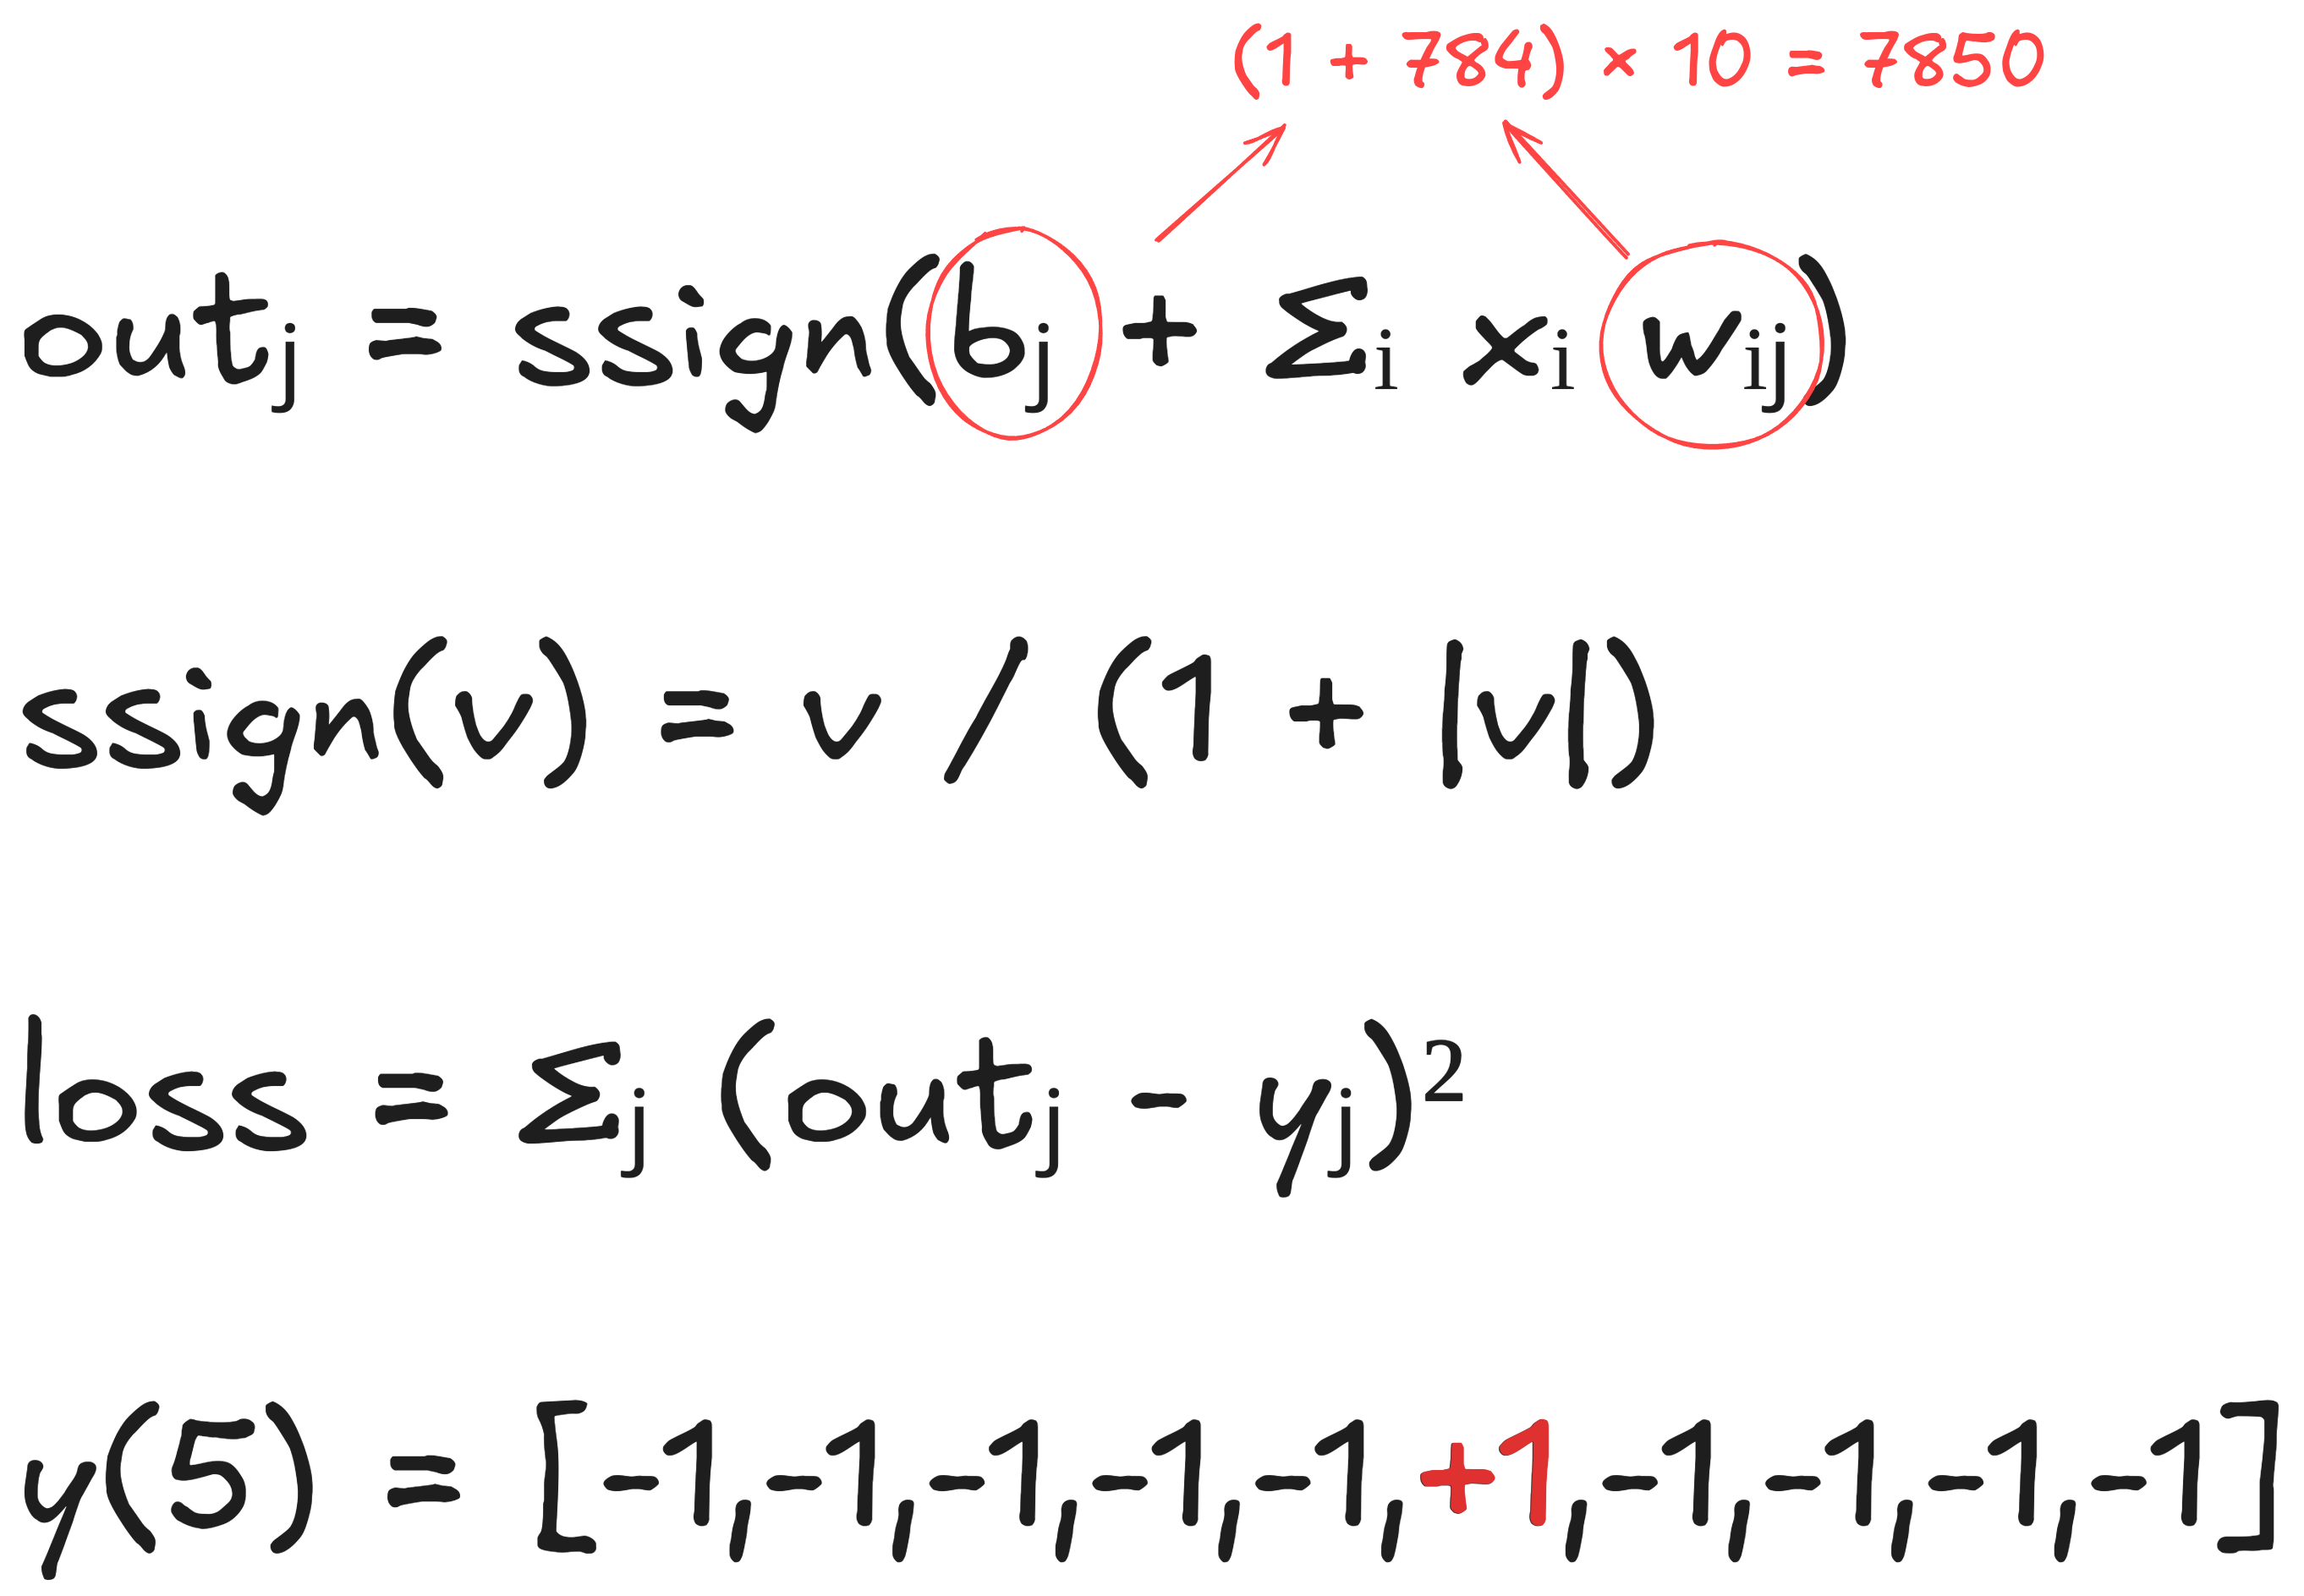 (1 + 784) × 10 = 7850
outⱼ = ssign(bⱼ + Σᵢ xᵢ wᵢⱼ)
ssign(v) = v / (1 + |v|)
loss = Σⱼ (outⱼ - yⱼ)²
y(5) = [-1,-1,-1,-1,-1,+1,-1,-1,-1,-1]